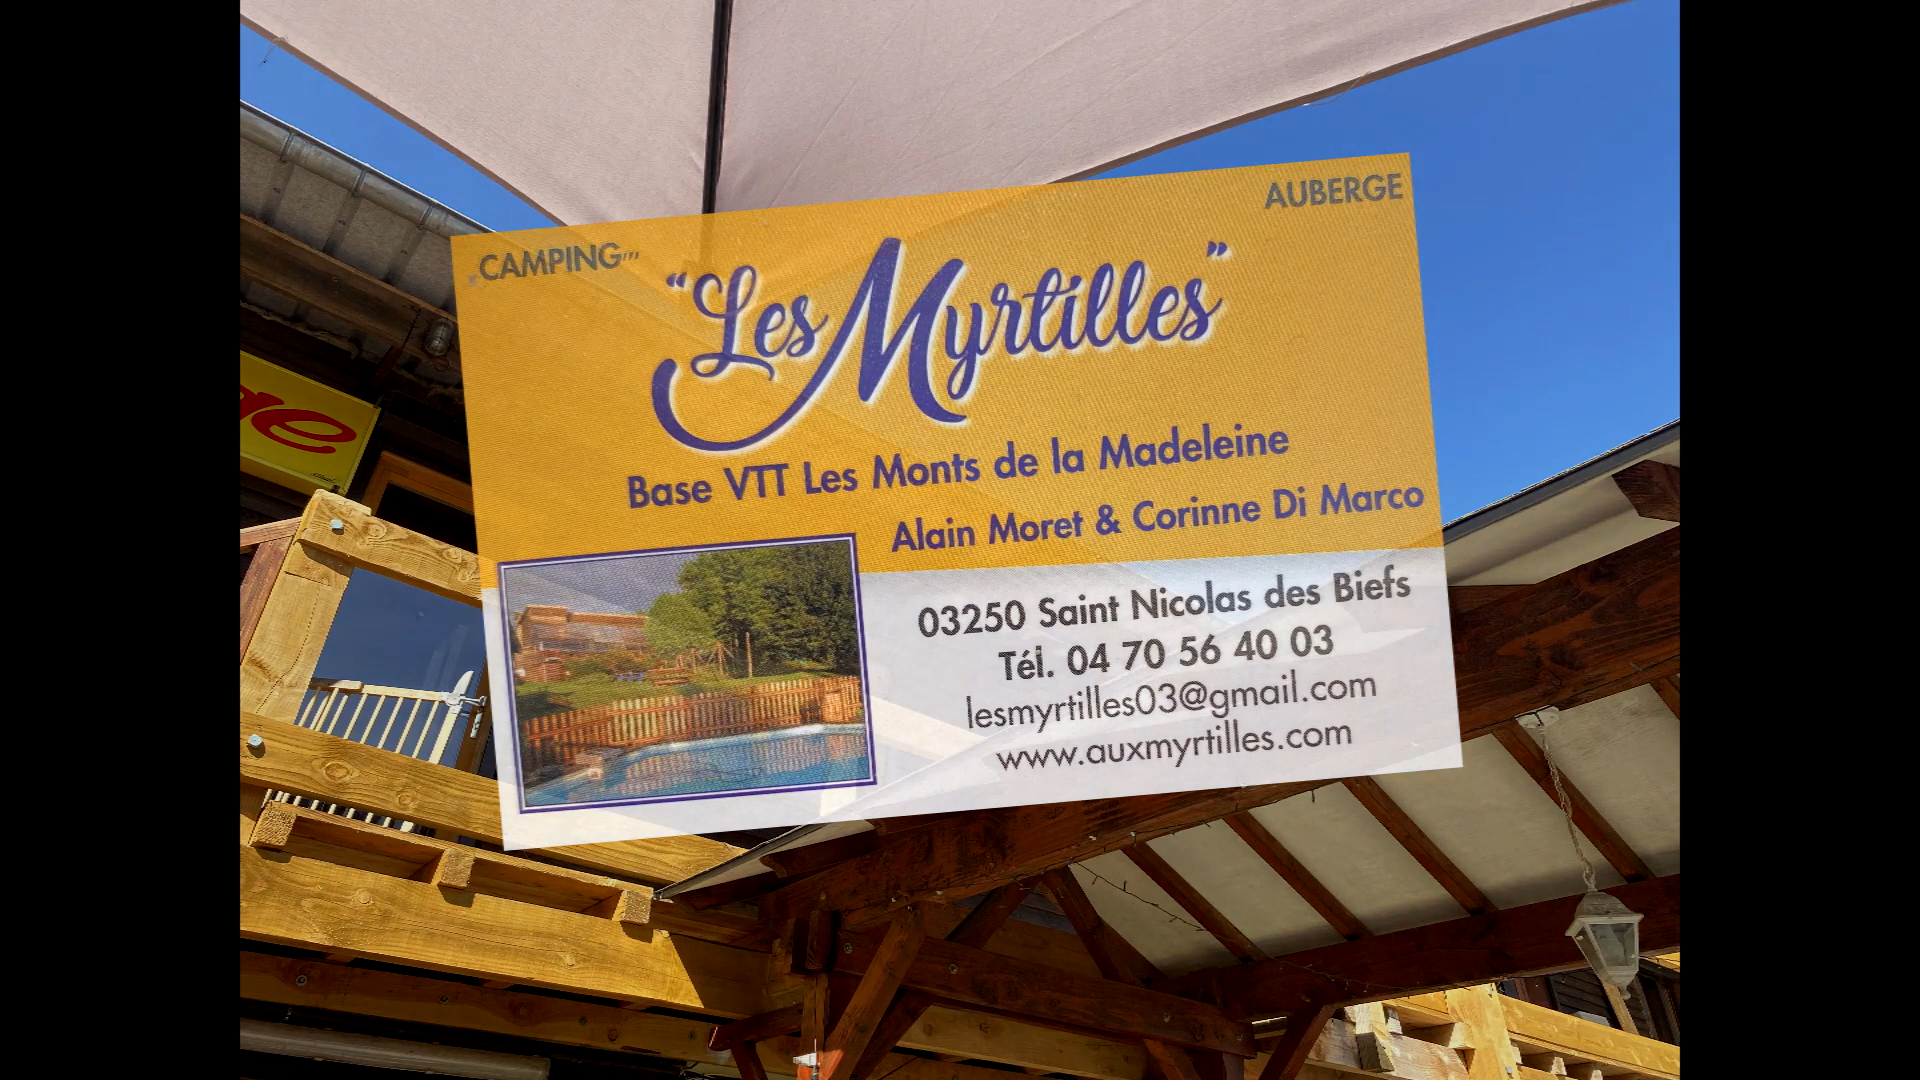 CAMPING
AUBERGE
"Les Myrtilles"
Base VTT Les Monts de la Madeleine
Alain Moret & Corinne Di Marco
03250 Saint Nicolas des Biefs
Tél. 04 70 56 40 03
lesmyrtilles03@gmail.com
www.auxmyrtilles.com